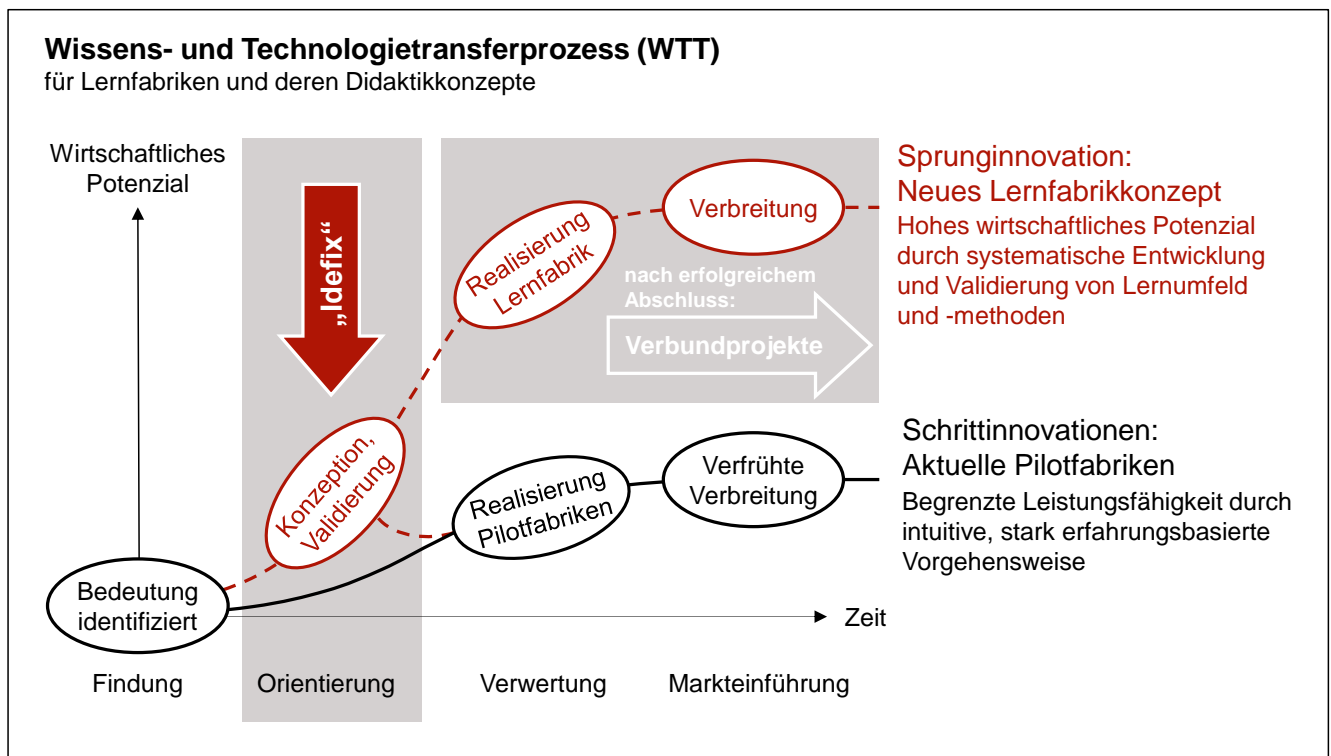 Wissens- und Technologietransferprozess (WTT)
für Lernfabriken und deren Didaktikkonzepte
Wirtschaftliches
Potenzial
„Idefix“
Realisierung
Lernfabrik
Verbreitung
nach erfolgreichem
Abschluss:
Verbundprojekte
Sprunginnovation:
Neues Lernfabrikkonzept
Hohes wirtschaftliches Potenzial
durch systematische Entwicklung
und Validierung von Lernumfeld
und -methoden
Konzeption,
Validierung
Realisierung
Pilotfabriken
Verfrühte
Verbreitung
Schrittinnovationen:
Aktuelle Pilotfabriken
Begrenzte Leistungsfähigkeit durch
intuitive, stark erfahrungsbasierte
Vorgehensweise
Bedeutung
identifiziert
Zeit
Findung
Orientierung
Verwertung
Markteinführung